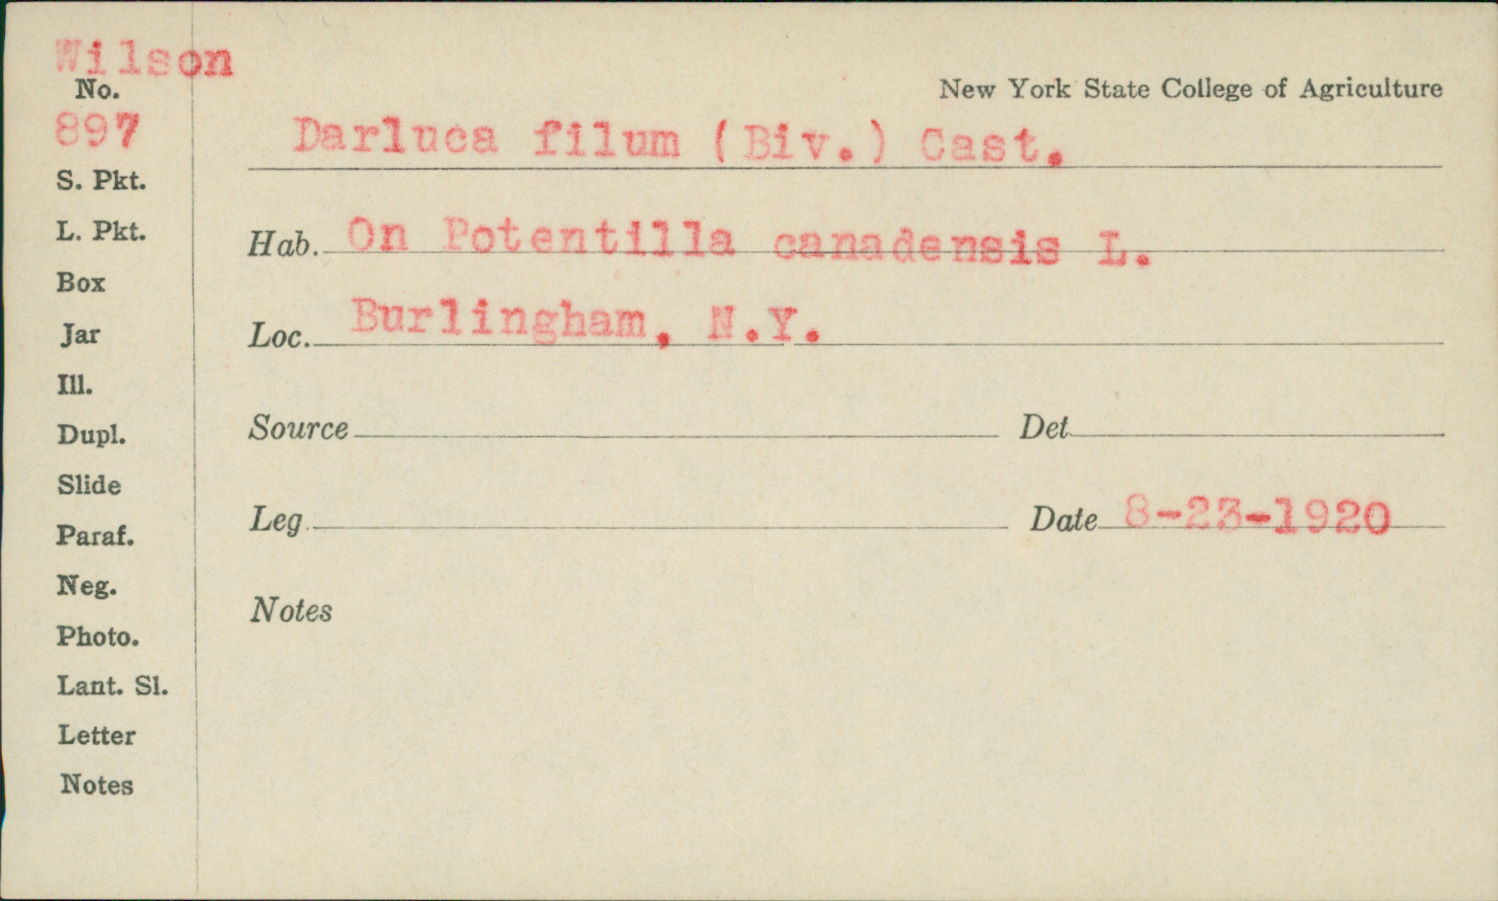 Wilson
No.
897
New York State College of Agriculture
Darluca filum (Biv.) Cast.
S. Pkt.
L. Pkt.
Box
Jar
Ill.
Dupl.
Slide
Paraf.
Neg.
Photo.
Lant. Sl.
Letter
Notes
Hab. On Potentilla canadensis L.
Loc. Burlingham, N.Y.
Source Det
Leg. Date 8-23-1920
Notes